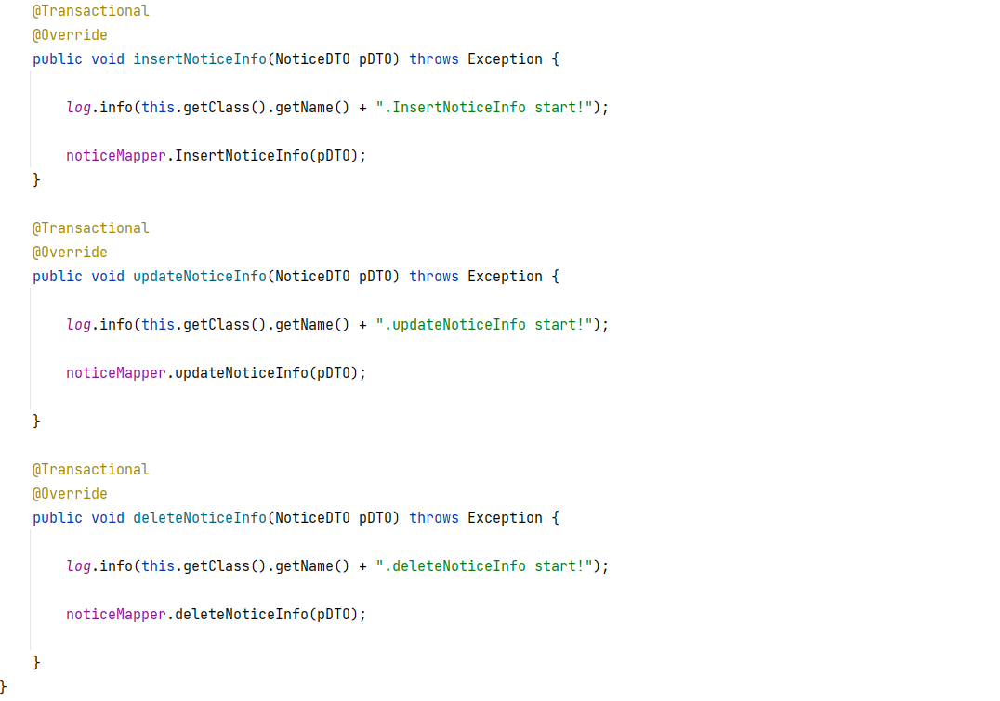 @Transactional
@Override
public void insertNoticeInfo(NoticeDTO pDTO) throws Exception {
log.info(this.getClass().getName() + ".InsertNoticeInfo start!");
noticeMapper.InsertNoticeInfo(pDTO);
}
@Transactional
@Override
public void updateNoticeInfo(NoticeDTO pDTO) throws Exception {
log.info(this.getClass().getName() + ".updateNoticeInfo start!");
noticeMapper.updateNoticeInfo(pDTO);
}
@Transactional
@Override
public void deleteNoticeInfo(NoticeDTO pDTO) throws Exception {
log.info(this.getClass().getName() + ".deleteNoticeInfo start!");
noticeMapper.deleteNoticeInfo(pDTO);
}
}